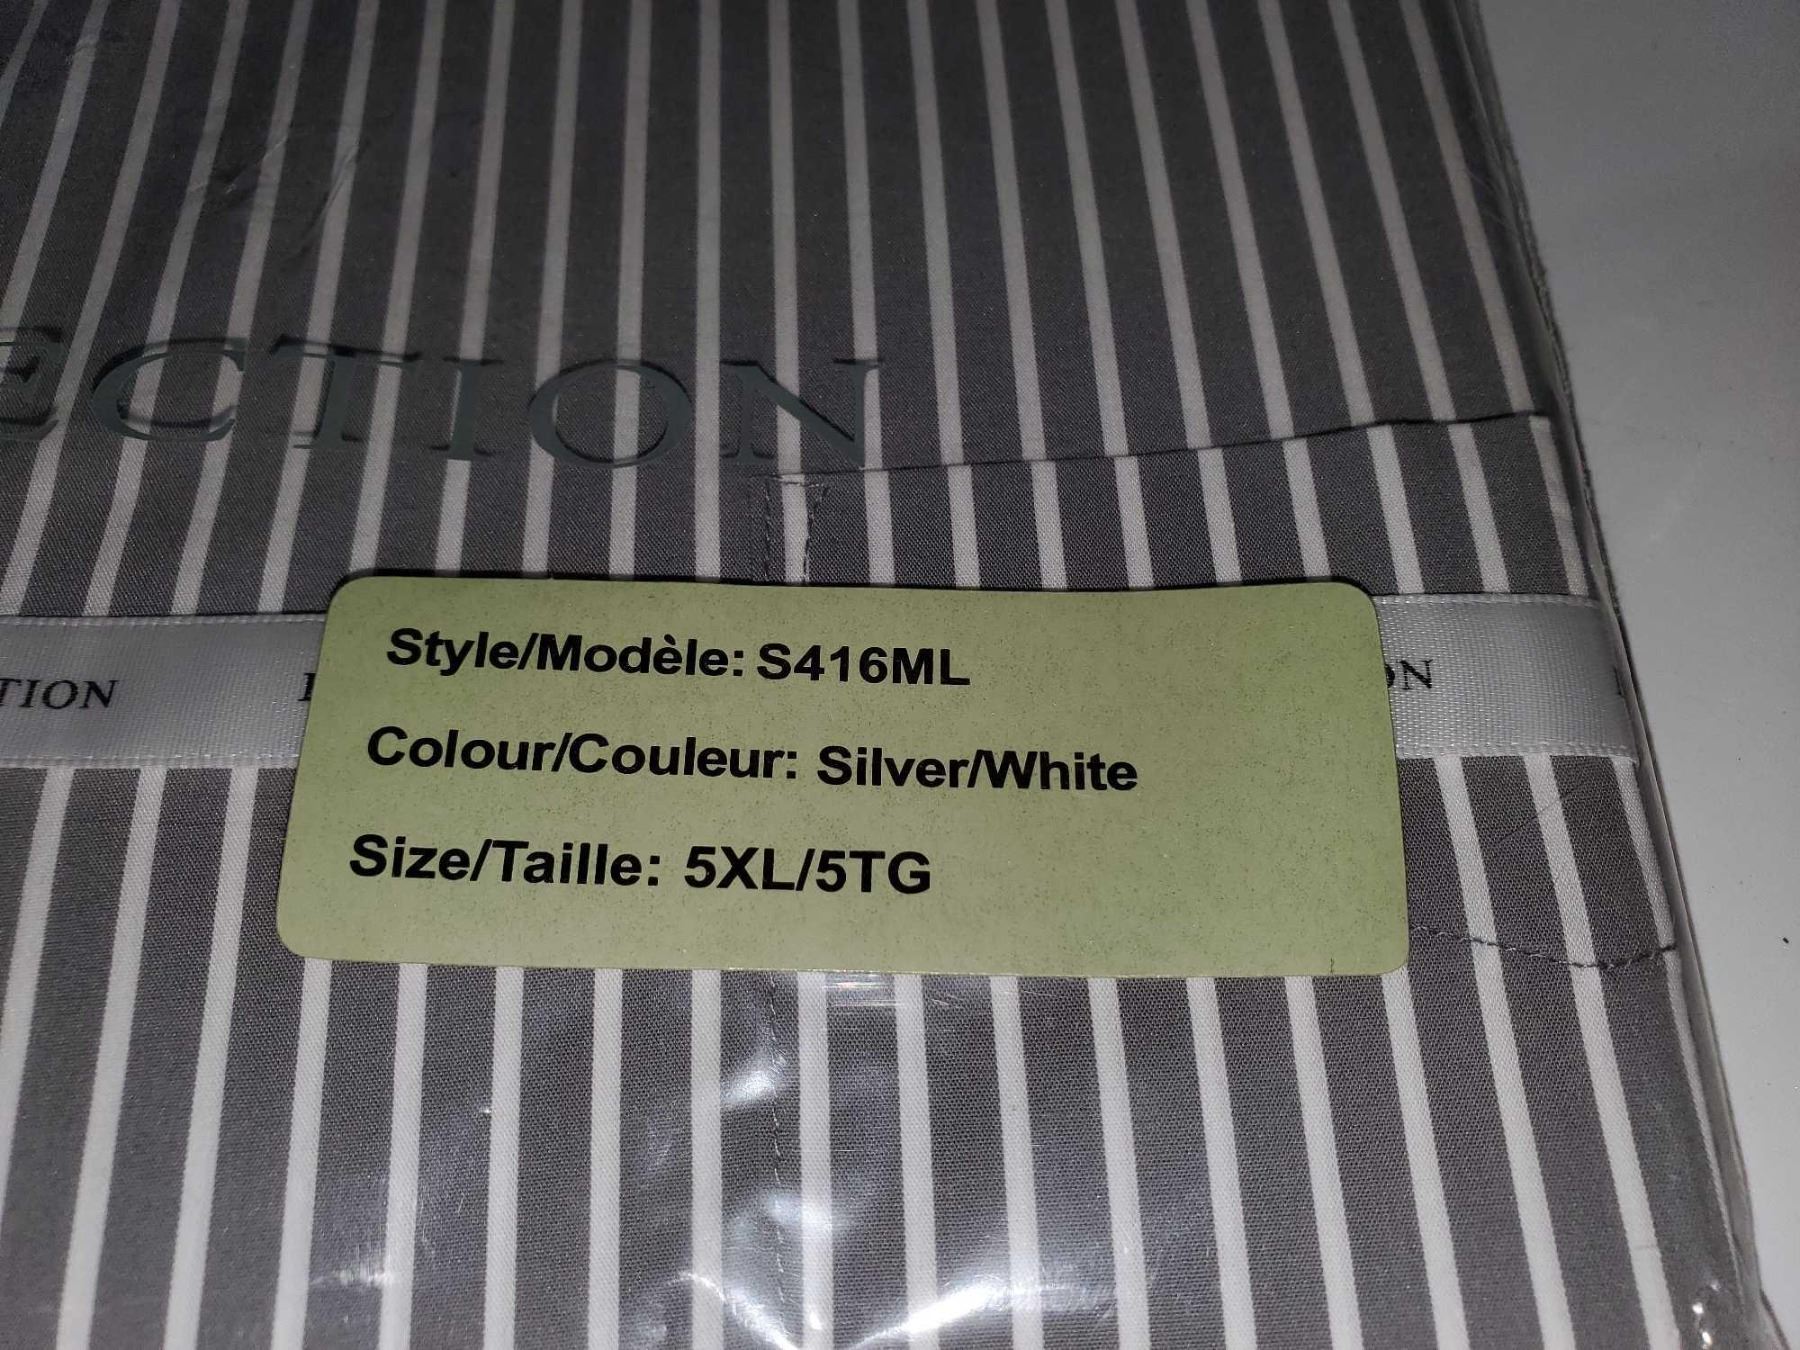 ECTION
TION
ON
Style/Modèle: S416ML
Colour/Couleur: Silver/White
Size/Taille: 5XL/5TG